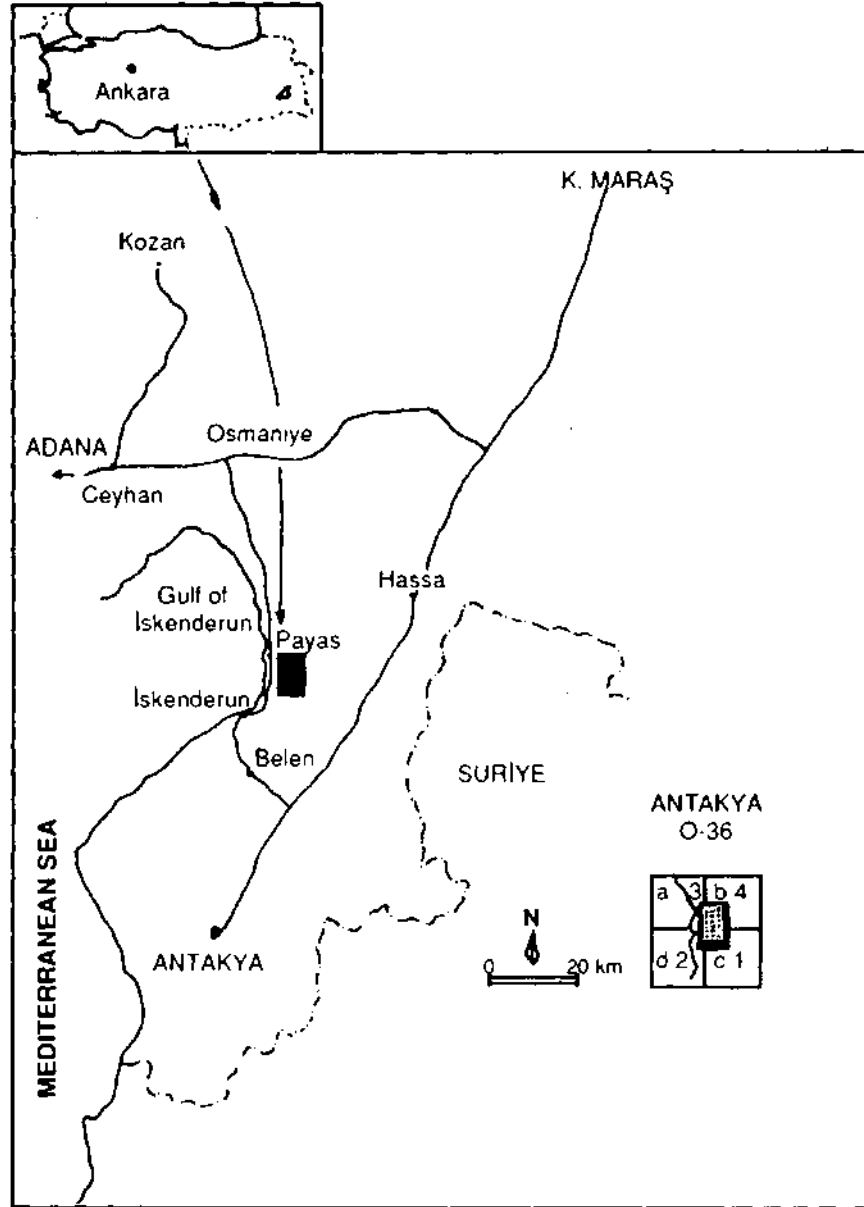 Ankara
K. MARAŞ
Kozan
Osmaniye
ADANA
Ceyhan
Hassa
Gulf of
İskenderun
Payas
İskenderun
Belen
SURİYE
ANTAKYA
O-36
MEDITERRANEAN SEA
a 3 b 4
d 2 c 1
N
0 20 km
ANTAKYA